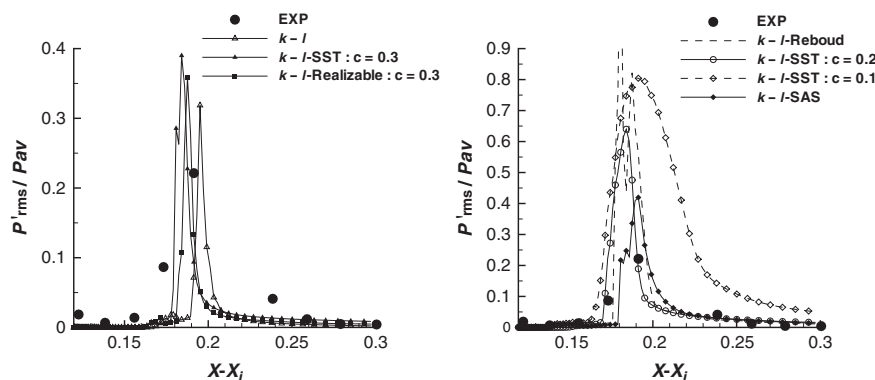 EXP
k – l
k – l-SST : c = 0.3
k – l-Realizable : c = 0.3
0.4
0.3
0.2
0.1
0
0.15
0.2
0.25
0.3
P'rms / Pav
X-Xi
EXP
k – l-Reboud
k – l-SST : c = 0.2
k – l-SST : c = 0.1
k – l-SAS
0.9
0.8
0.7
0.6
0.5
0.4
0.3
0.2
0.1
0
0.15
0.2
0.25
0.3
P'rms / Pav
X-Xi